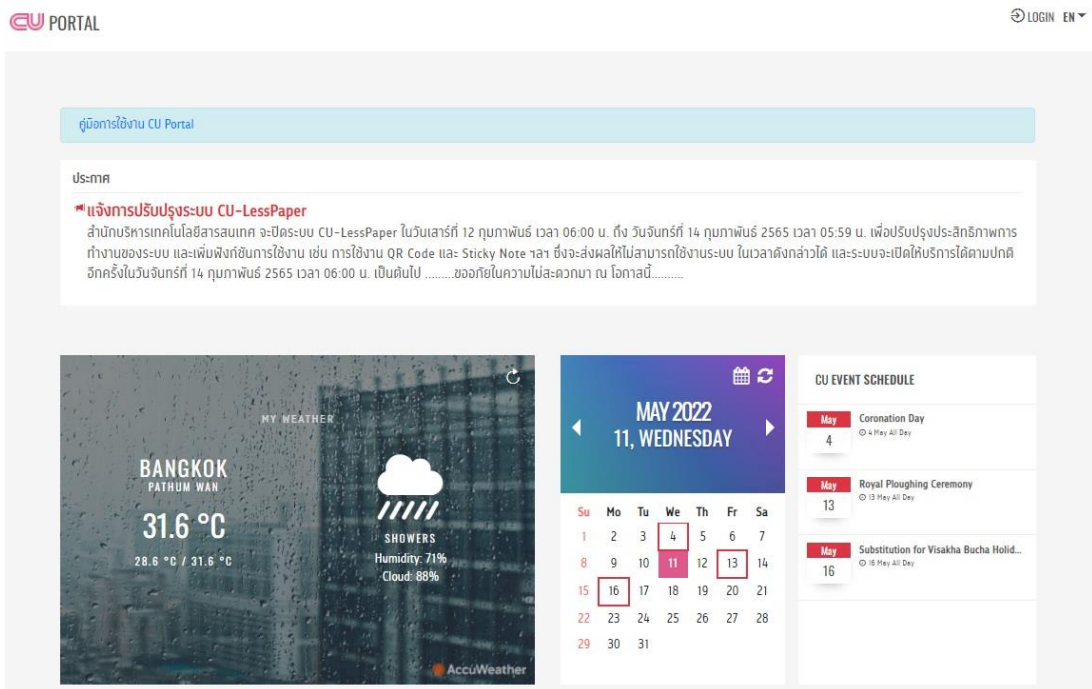 CU PORTAL
LOGIN EN
คู่มือการใช้งาน CU Portal
ประกาศ
แจ้งการปรับปรุงระบบ CU-LessPaper
สำนักบริหารเทคโนโลยีสารสนเทศ จะปิดระบบ CU-LessPaper ในวันเสาร์ที่ 12 กุมภาพันธ์ เวลา 06:00 น. ถึง วันจันทร์ที่ 14 กุมภาพันธ์ 2565 เวลา 05:59 น. เพื่อปรับปรุงประสิทธิภาพการ
ทำงานของระบบ และเพิ่มฟังก์ชันการใช้งาน เช่น การใช้งาน QR Code และ Sticky Note ฯลฯ ซึ่งจะส่งผลให้ไม่สามารถใช้งานระบบ ในเวลาดังกล่าวได้ และระบบจะเปิดให้บริการได้ตามปกติ
อีกครั้งในวันจันทร์ที่ 14 กุมภาพันธ์ 2565 เวลา 06:00 น. เป็นต้นไป .........ขออภัยในความไม่สะดวกมา ณ โอกาสนี้..........
MY WEATHER
BANGKOK
PATHUM WAN
31.6 °C
28.6 °C / 31.6 °C
SHOWERS
Humidity: 71%
Cloud: 88%
AccuWeather
MAY 2022
11, WEDNESDAY
Su Mo Tu We Th Fr Sa
1 2 3 4 5 6 7
8 9 10 11 12 13 14
15 16 17 18 19 20 21
22 23 24 25 26 27 28
29 30 31
CU EVENT SCHEDULE
May
4
Coronation Day
4 May All Day
May
13
Royal Ploughing Ceremony
13 May All Day
May
16
Substitution for Visakha Bucha Holid...
16 May All Day